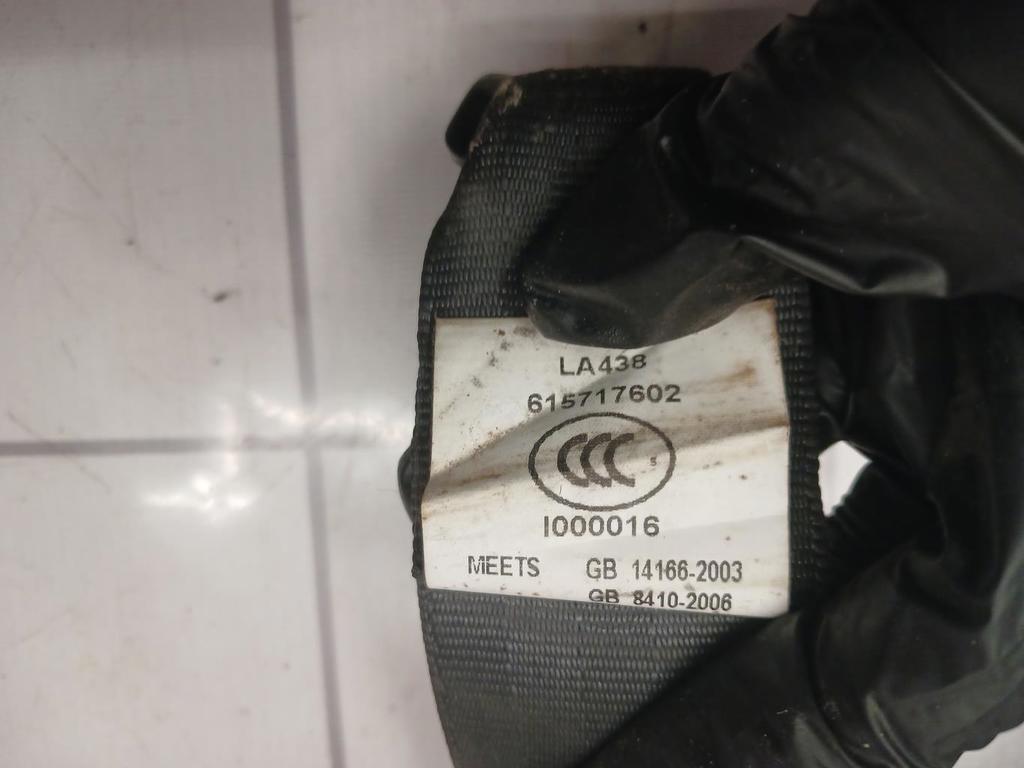 LA438
615717602
CCC S
I000016
MEETS GB 14166-2003
GB 8410-2006